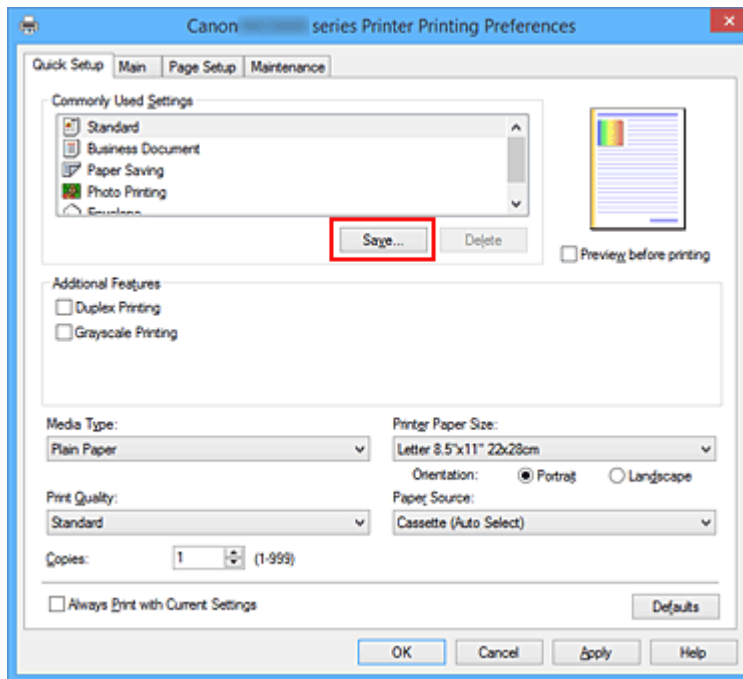 Canon series Printer Printing Preferences
Quick Setup Main Page Setup Maintenance
Commonly Used Settings
Standard
Business Document
Paper Saving
Photo Printing
Envelope
Save... Delete
Preview before printing
Additional Features
Duplex Printing
Grayscale Printing
Media Type: Printer Paper Size:
Plain Paper Letter 8.5"x11" 22x28cm
Orientation: Portrait Landscape
Print Quality: Paper Source:
Standard Cassette (Auto Select)
Copies: 1 (1-999)
Always Print with Current Settings Defaults
OK Cancel Apply Help